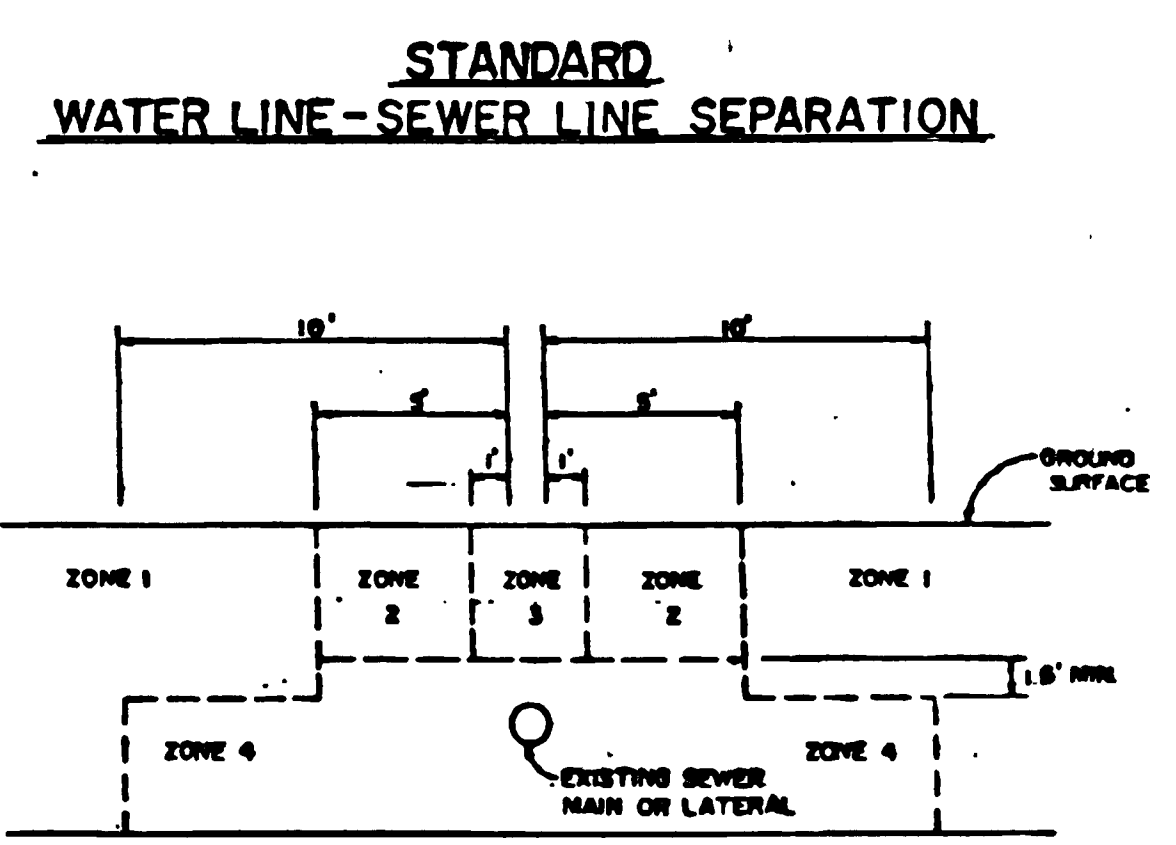 STANDARD
WATER LINE-SEWER LINE SEPARATION
10'
10'
5'
5'
1'
1'
GROUND
SURFACE
ZONE 1
ZONE
2
ZONE
3
ZONE
2
ZONE 1
1.5' MIN.
ZONE 4
ZONE 4
EXISTING SEWER
MAIN OR LATERAL